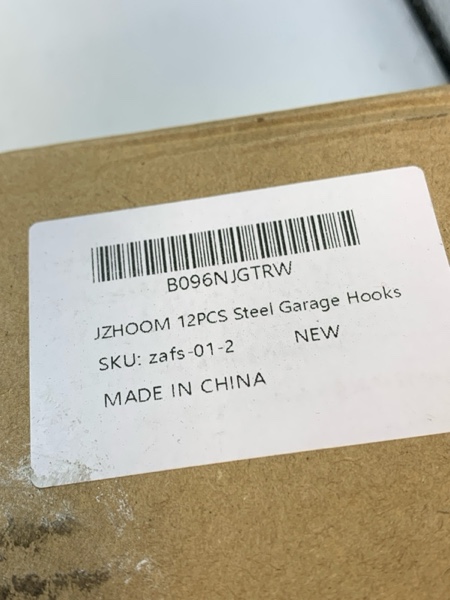 B096NJGTRW
JZHOOM 12PCS Steel Garage Hooks
SKU: zafs-01-2 NEW
MADE IN CHINA